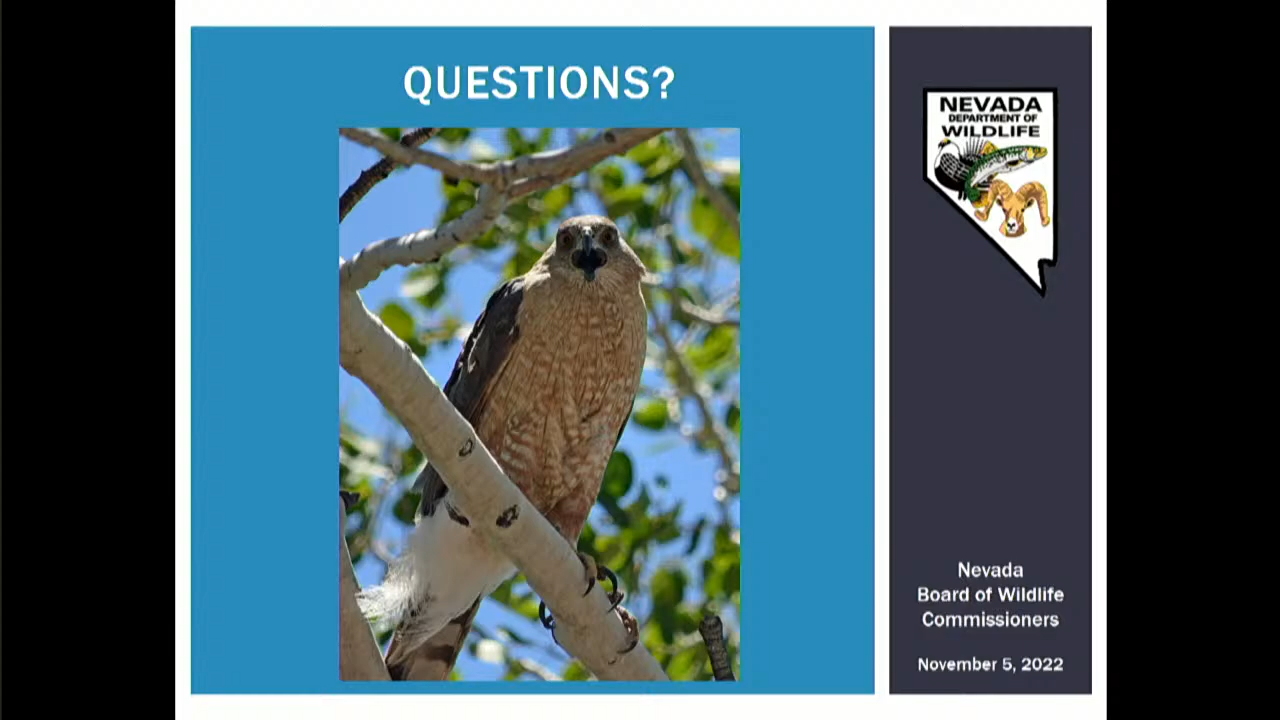 QUESTIONS?
NEVADA
DEPARTMENT OF
WILDLIFE
Nevada
Board of Wildlife
Commissioners
November 5, 2022